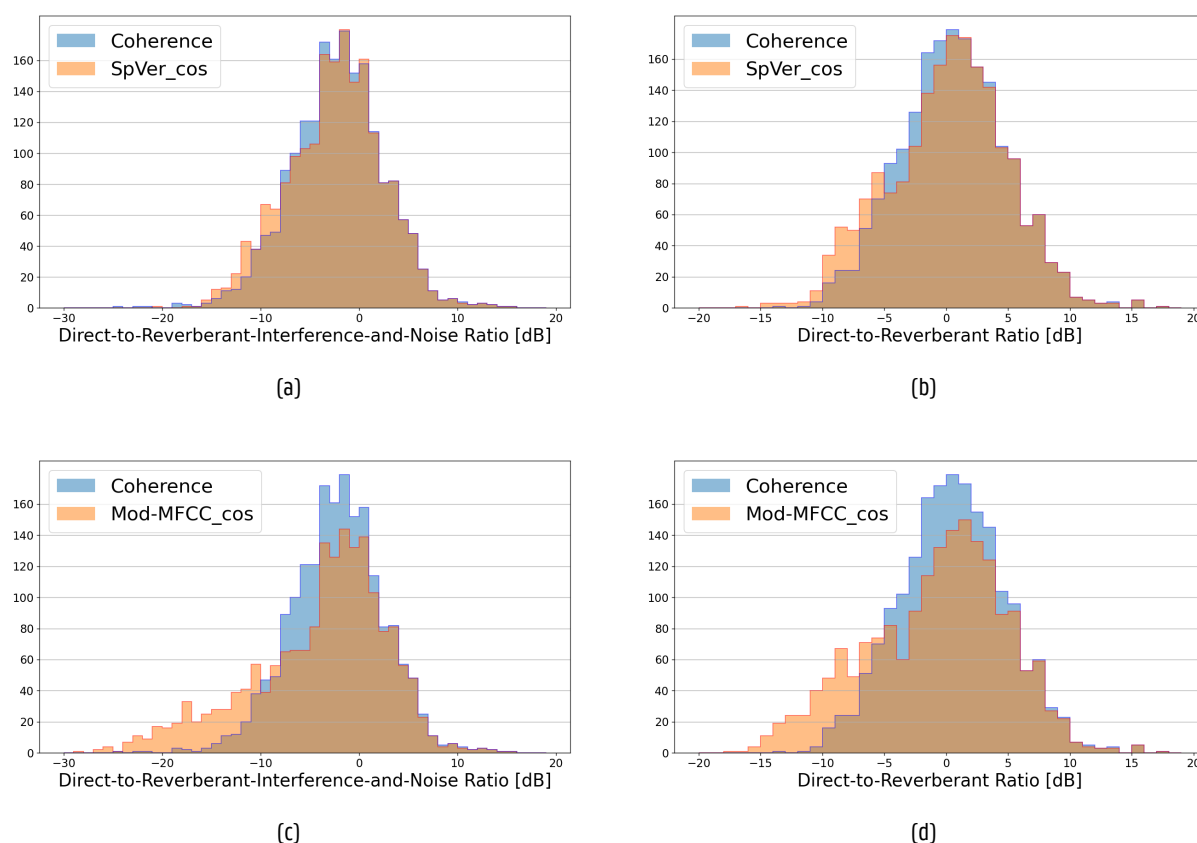 Coherence
SpVer_cos
160
140
120
100
80
60
40
20
0
−30 −20 −10 0 10 20
Direct-to-Reverberant-Interference-and-Noise Ratio [dB]
(a)
Coherence
SpVer_cos
160
140
120
100
80
60
40
20
0
−20 −15 −10 −5 0 5 10 15 20
Direct-to-Reverberant Ratio [dB]
(b)
Coherence
Mod-MFCC_cos
160
140
120
100
80
60
40
20
0
−30 −20 −10 0 10 20
Direct-to-Reverberant-Interference-and-Noise Ratio [dB]
(c)
Coherence
Mod-MFCC_cos
160
140
120
100
80
60
40
20
0
−20 −15 −10 −5 0 5 10 15 20
Direct-to-Reverberant Ratio [dB]
(d)